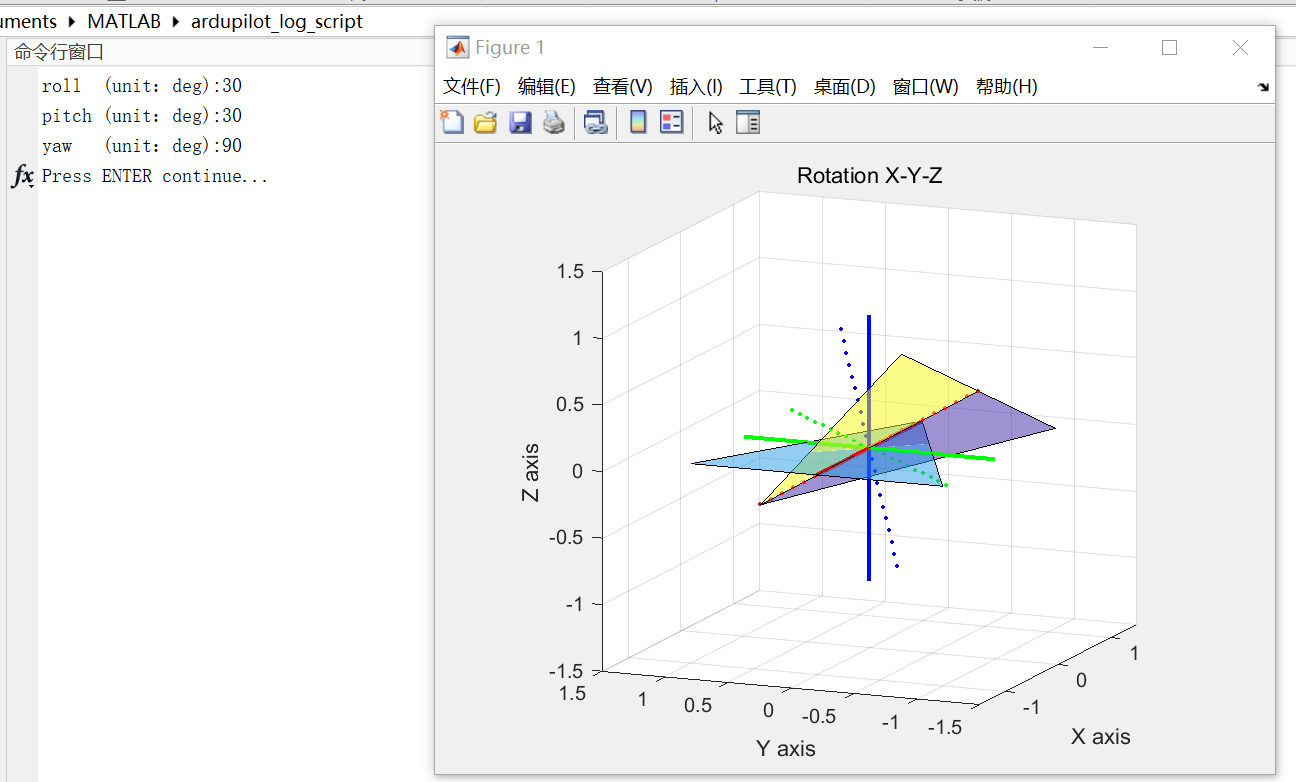 uments ▸ MATLAB ▸ ardupilot_log_script
命令行窗口
roll (unit: deg):30
pitch (unit: deg):30
yaw (unit: deg):90
fx Press ENTER continue...
Figure 1
文件(F) 编辑(E) 查看(V) 插入(I) 工具(T) 桌面(D) 窗口(W) 帮助(H)
Rotation X-Y-Z
1.5
1
0.5
0
-0.5
-1
-1.5
Z axis
1.5
1
0.5
0
-0.5
-1
-1.5
Y axis
-1
0
1
X axis